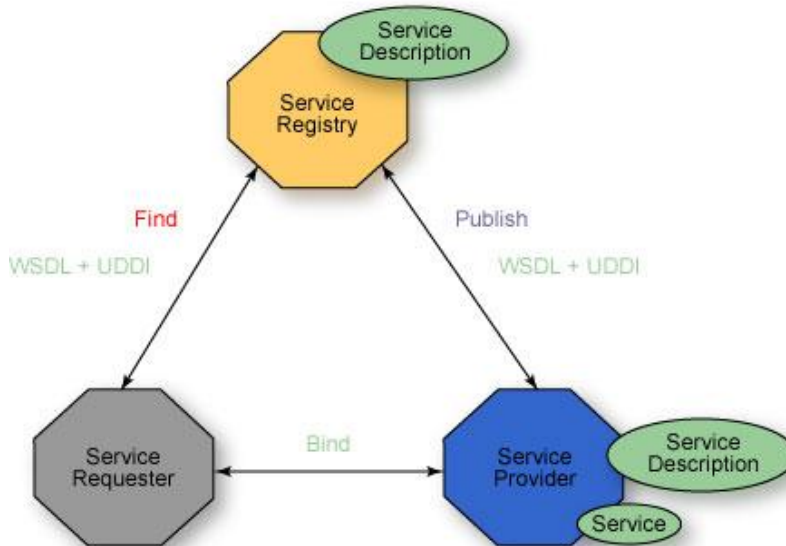 Service
Description
Service
Registry
Find
Publish
WSDL + UDDI
WSDL + UDDI
Bind
Service
Requester
Service
Provider
Service
Description
Service